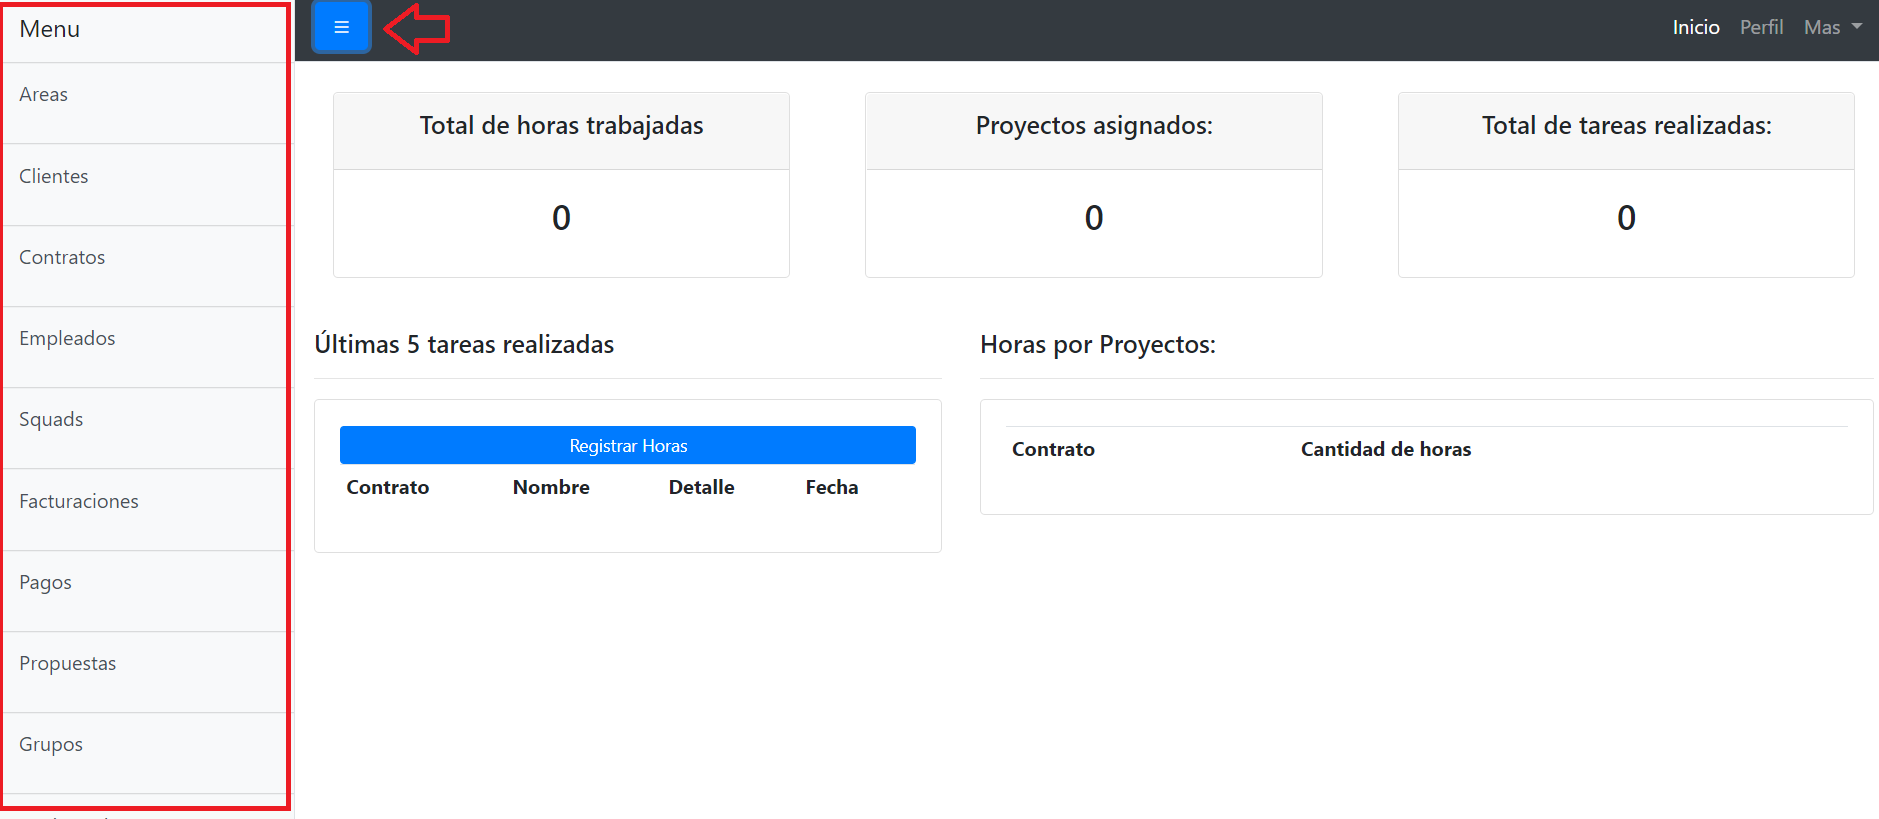 Menu
Areas
Clientes
Contratos
Empleados
Squads
Facturaciones
Pagos
Propuestas
Grupos
Inicio Perfil Mas
Total de horas trabajadas
0
Proyectos asignados:
0
Total de tareas realizadas:
0
Últimas 5 tareas realizadas
Registrar Horas
Contrato Nombre Detalle Fecha
Horas por Proyectos:
Contrato Cantidad de horas